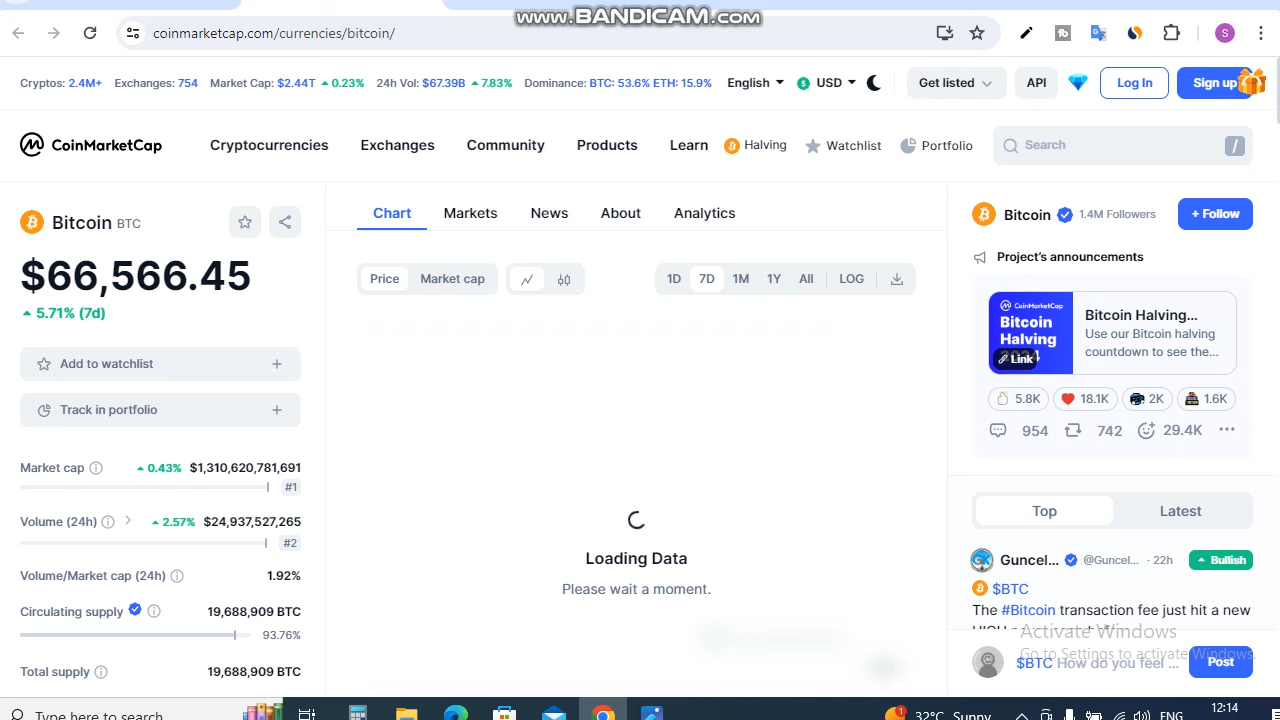 www.BANDICAM.com
coinmarketcap.com/currencies/bitcoin/
S
Cryptos: 2.4M+ Exchanges: 754 Market Cap: $2.44T 0.23% 24h Vol: $67.39B 7.83% Dominance: BTC: 53.6% ETH: 15.9% English USD Get listed API Log In Sign up
CoinMarketCap Cryptocurrencies Exchanges Community Products Learn Halving Watchlist Portfolio Search /
Bitcoin BTC
$66,566.45
5.71% (7d)
Add to watchlist +
Track in portfolio +
Market cap 0.43% $1,310,620,781,691
#1
Volume (24h) 2.57% $24,937,527,265
#2
Volume/Market cap (24h) 1.92%
Circulating supply 19,688,909 BTC
93.76%
Total supply 19,688,909 BTC
Chart Markets News About Analytics
Price Market cap 1D 7D 1M 1Y All LOG
Loading Data
Please wait a moment.
Bitcoin 1.4M Followers + Follow
Project's announcements
CoinMarketCap
Bitcoin
Halving
Link
Bitcoin Halving...
Use our Bitcoin halving
countdown to see the...
5.8K 18.1K 2K 1.6K
954 742 29.4K
Top Latest
Guncel... @Guncel... · 22h Bullish
$BTC
The #Bitcoin transaction fee just hit a new
Activate Windows
Go to Settings to activate Windows.
$BTC How do you feel ... Post
Type here to search 1 32°C Sunny ENG 12:14